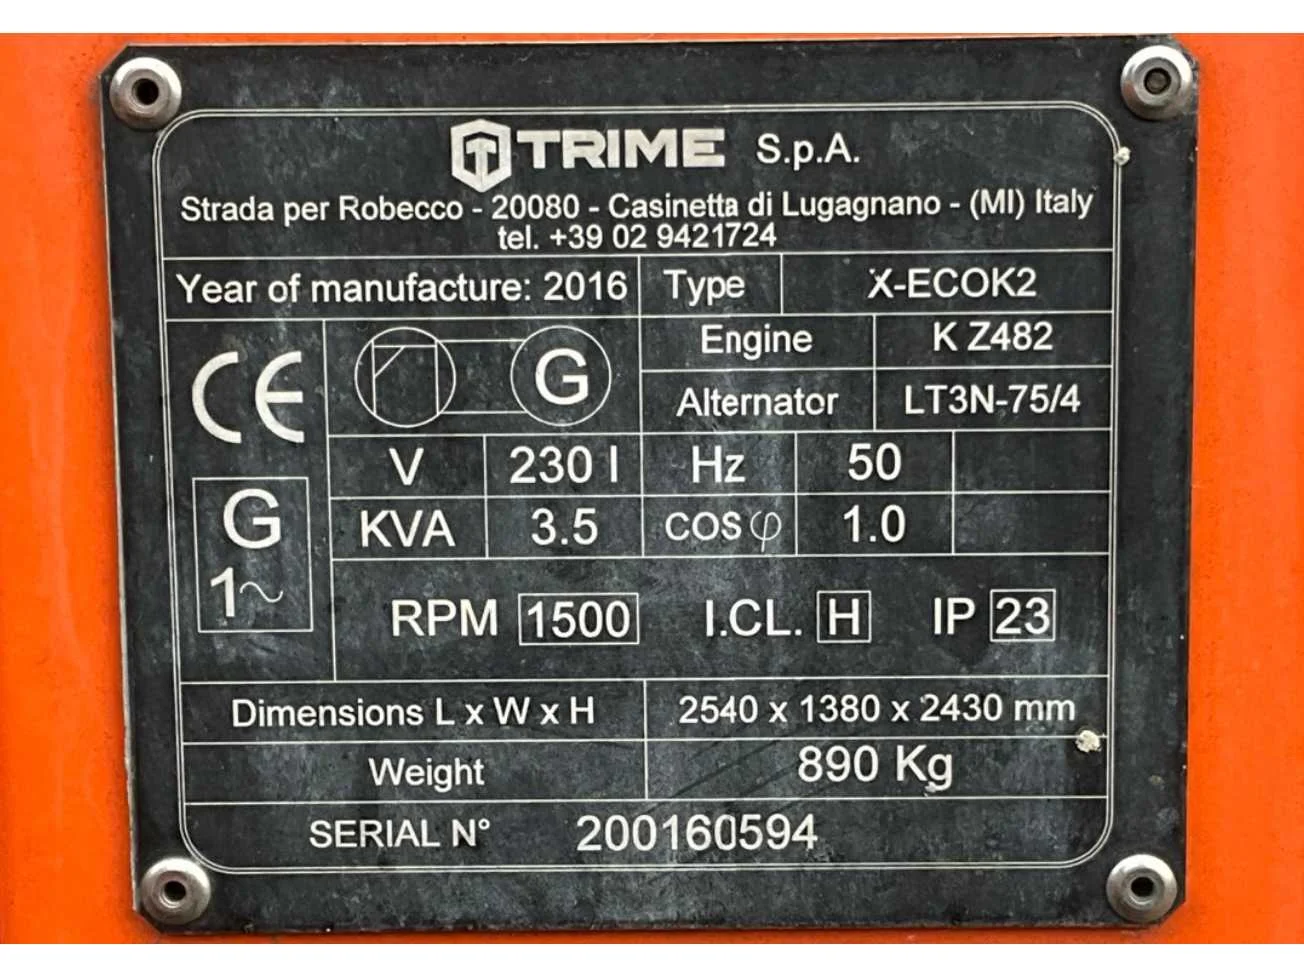 TRIME S.p.A.
Strada per Robecco - 20080 - Casinetta di Lugagnano - (MI) Italy
tel. +39 02 9421724
Year of manufacture: 2016 Type X-ECOK2
CE G Engine K Z482
Alternator LT3N-75/4
V 230 I Hz 50
G 1~ KVA 3.5 cos φ 1.0
RPM 1500 I.CL. H IP 23
Dimensions L x W x H 2540 x 1380 x 2430 mm
Weight 890 Kg
SERIAL N° 200160594